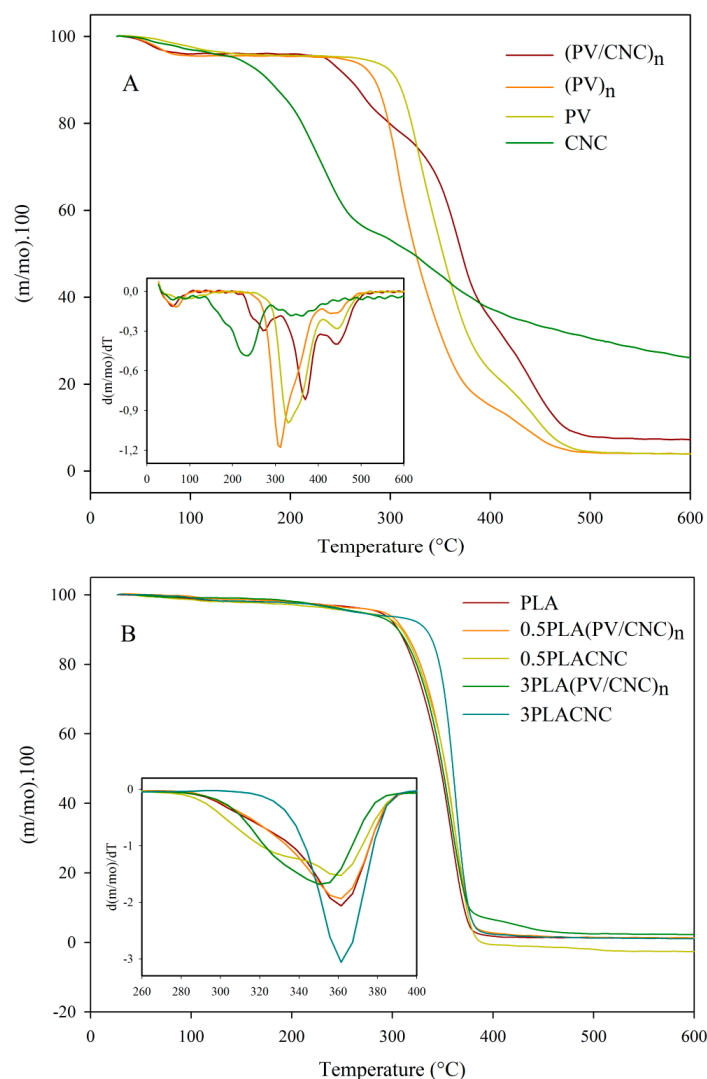 A
(PV/CNC)n
(PV)n
PV
CNC
(m/mo).100
100
80
60
40
20
0
0 100 200 300 400 500 600
Temperature (°C)
d(m/mo)/dT
0,0
-0,3
-0,6
-0,9
-1,2
0 100 200 300 400 500 600
B
PLA
0.5PLA(PV/CNC)n
0.5PLACNC
3PLA(PV/CNC)n
3PLACNC
(m/mo).100
100
80
60
40
20
0
-20
0 100 200 300 400 500 600
Temperature (°C)
d(m/mo)/dT
0
-1
-2
-3
260 280 300 320 340 360 380 400